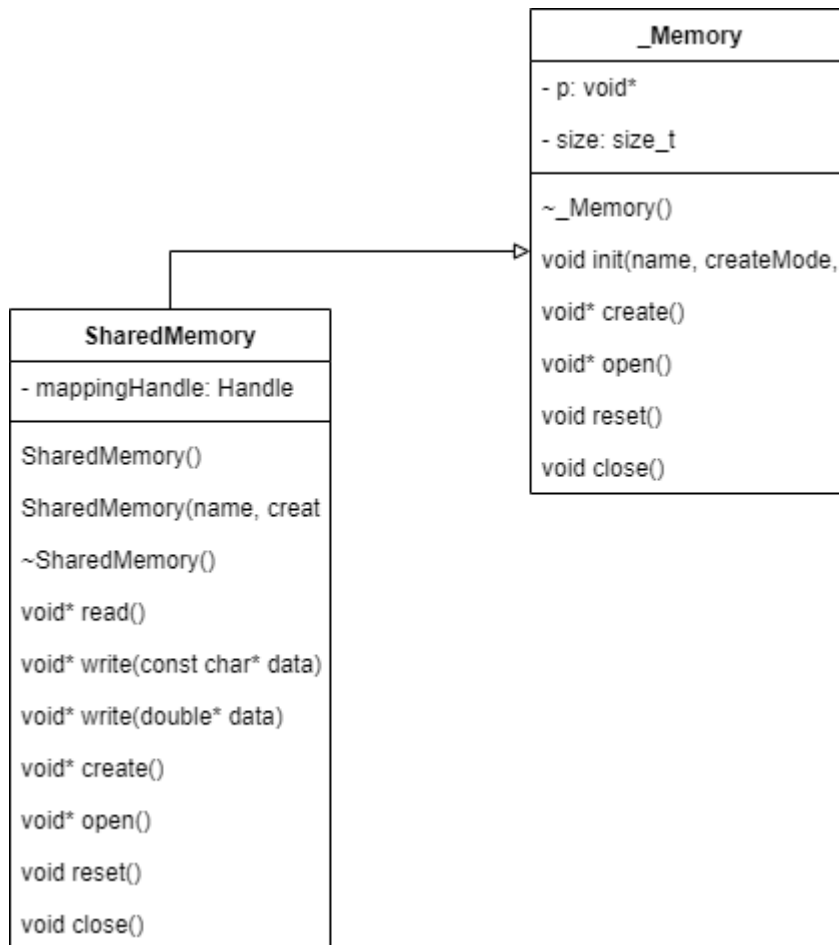 _Memory
- p: void*
- size: size_t
~_Memory()
void init(name, createMode,
void* create()
void* open()
void reset()
void close()
SharedMemory
- mappingHandle: Handle
SharedMemory()
SharedMemory(name, creat
~SharedMemory()
void* read()
void* write(const char* data)
void* write(double* data)
void* create()
void* open()
void reset()
void close()